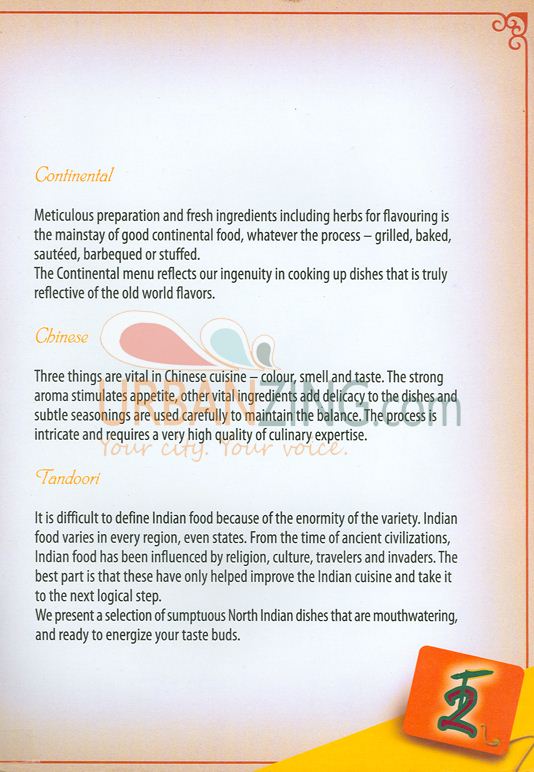 Continental
Meticulous preparation and fresh ingredients including herbs for flavouring is
the mainstay of good continental food, whatever the process – grilled, baked,
sautéed, barbequed or stuffed.
The Continental menu reflects our ingenuity in cooking up dishes that is truly
reflective of the old world flavors.
Chinese
Three things are vital in Chinese cuisine – colour, smell and taste. The strong
aroma stimulates appetite, other vital ingredients add delicacy to the dishes and
subtle seasonings are used carefully to maintain the balance. The process is
intricate and requires a very high quality of culinary expertise.
URBANZING.com
Your city. Your voice.
Tandoori
It is difficult to define Indian food because of the enormity of the variety. Indian
food varies in every region, even states. From the time of ancient civilizations,
Indian food has been influenced by religion, culture, travelers and invaders. The
best part is that these have only helped improve the Indian cuisine and take it
to the next logical step.
We present a selection of sumptuous North Indian dishes that are mouthwatering,
and ready to energize your taste buds.